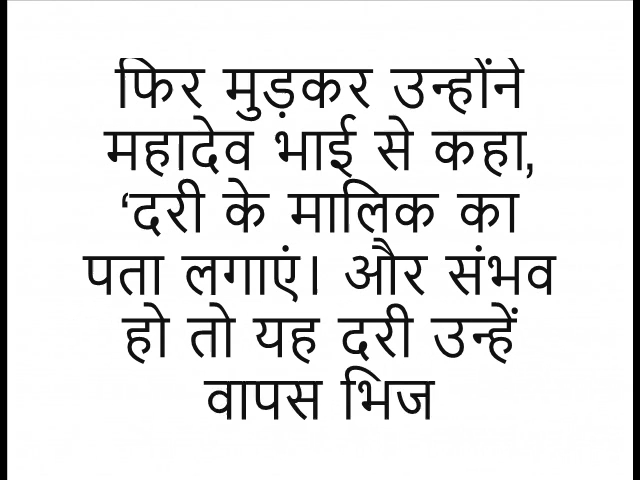 फिर मुड़कर उन्होंने
महादेव भाई से कहा,
‘दरी के मालिक का
पता लगाएं। और संभव
हो तो यह दरी उन्हें
वापस भिज